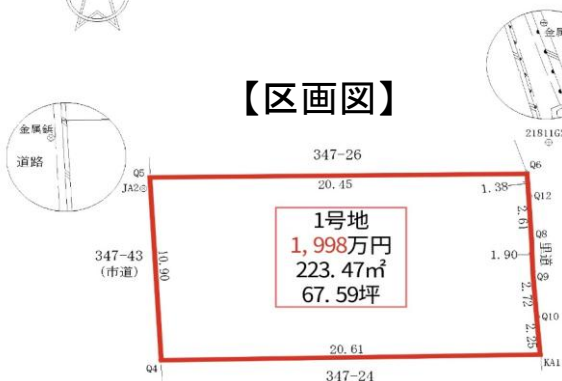 【区画図】
金属鋲
道路
金属
21811G
347-26
Q5
JA2
20.45
Q6
1.38
Q12
2.61
1号地
1,998万円
223.47㎡
67.59坪
347-43
(市道)
10.90
Q8
里道
1.90
Q9
2.72
Q10
2.25
20.61
Q4
347-24
KA1